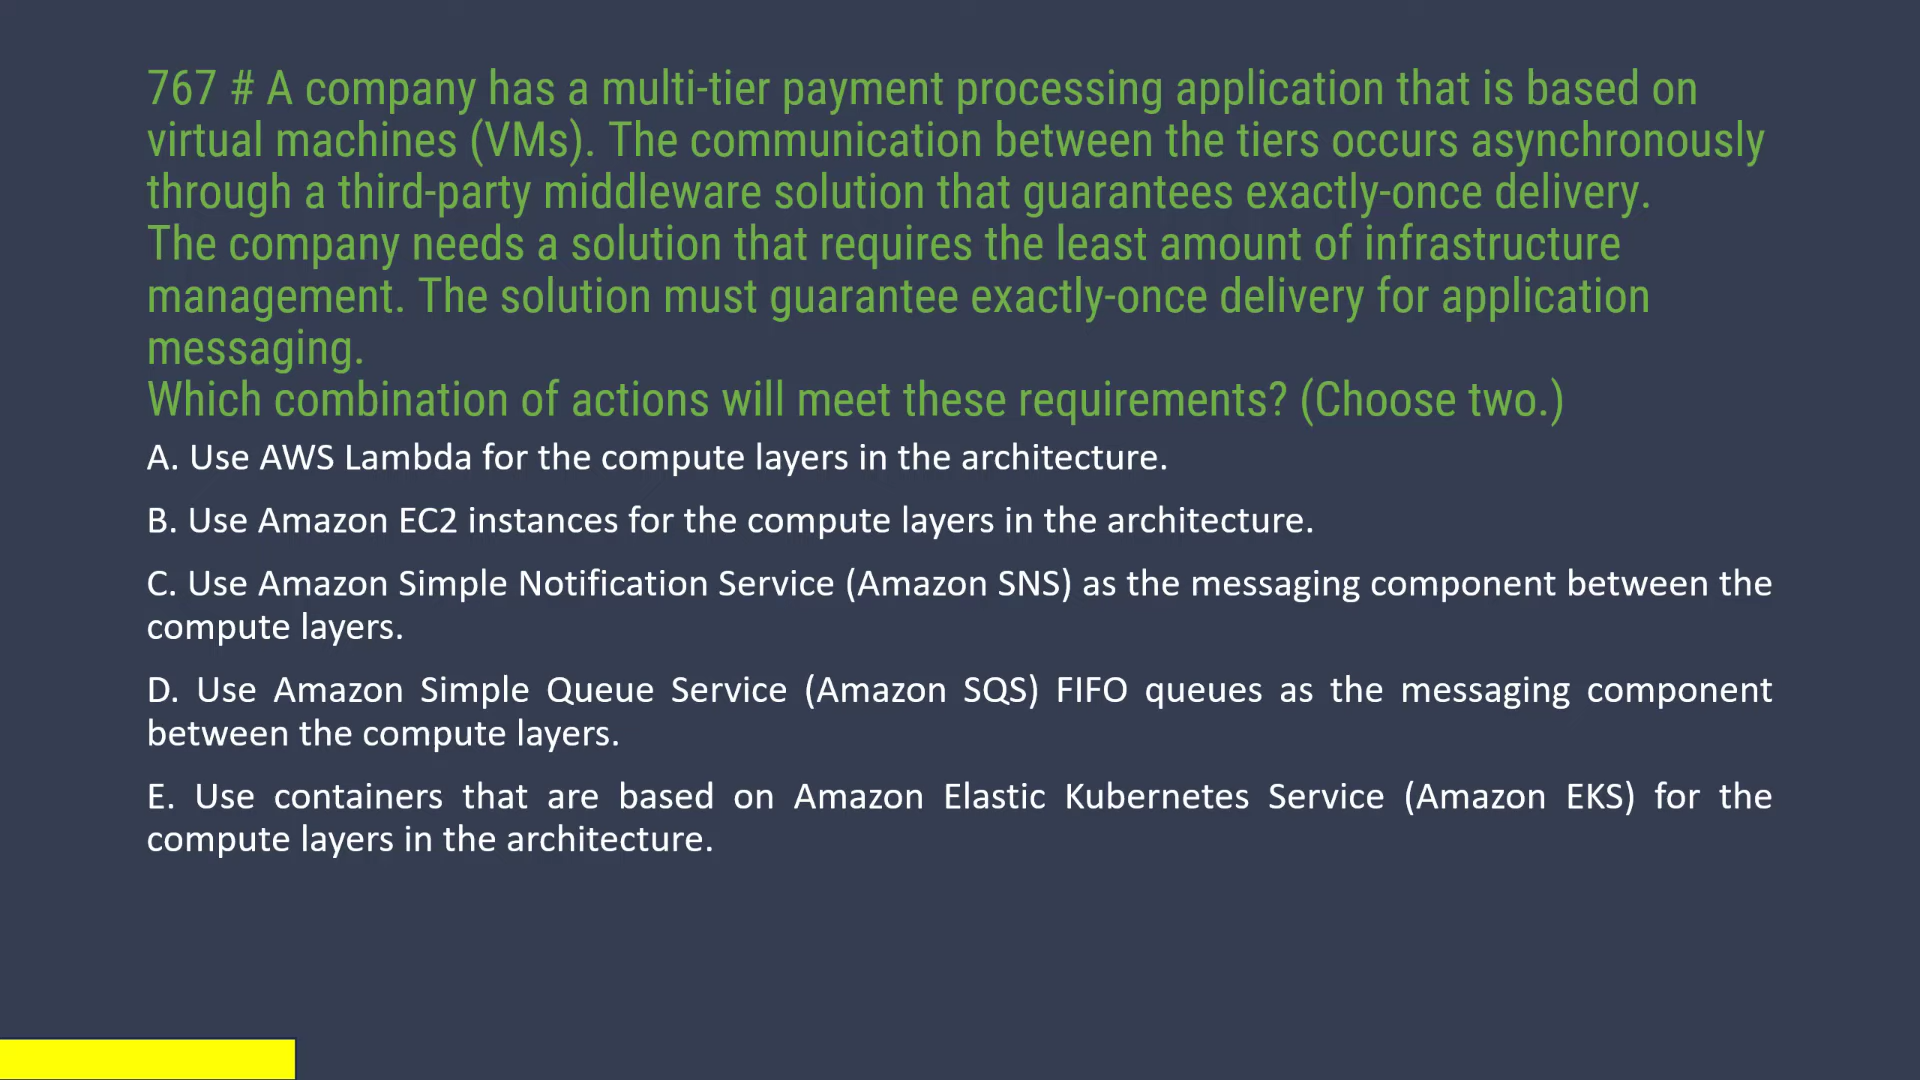 767 # A company has a multi-tier payment processing application that is based on
virtual machines (VMs). The communication between the tiers occurs asynchronously
through a third-party middleware solution that guarantees exactly-once delivery.
The company needs a solution that requires the least amount of infrastructure
management. The solution must guarantee exactly-once delivery for application
messaging.
Which combination of actions will meet these requirements? (Choose two.)
A. Use AWS Lambda for the compute layers in the architecture.
B. Use Amazon EC2 instances for the compute layers in the architecture.
C. Use Amazon Simple Notification Service (Amazon SNS) as the messaging component between the
compute layers.
D. Use Amazon Simple Queue Service (Amazon SQS) FIFO queues as the messaging component
between the compute layers.
E. Use containers that are based on Amazon Elastic Kubernetes Service (Amazon EKS) for the
compute layers in the architecture.